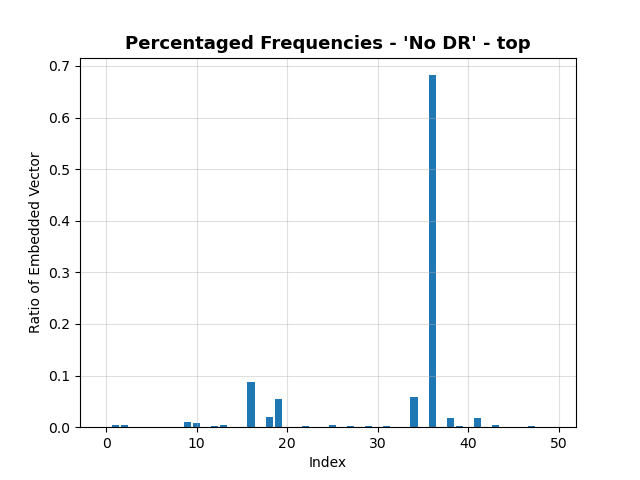 Percentaged Frequencies - 'No DR' - top
0.7
0.6
0.5
0.4
0.3
0.2
0.1
0.0
Ratio of Embedded Vector
0 10 20 30 40 50
Index